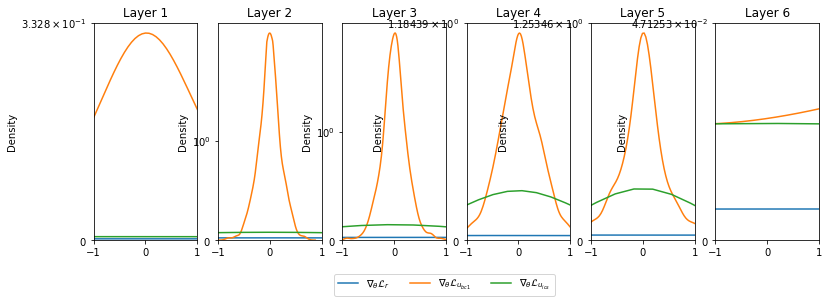 Layer 1 Layer 2 Layer 3 Layer 4 Layer 5 Layer 6
3.328 × 10⁻¹ 1.18439 × 10⁰ 1.25346 × 10⁰ 4.71253 × 10⁻² ⁻²
10⁰ 10⁰
Density Density Density Density Density Density
0 0 0 0 0 0
−1 0 1 −1 0 1 −1 0 1 −1 0 1 −1 0 1 −1 0 1
∇θℒr ∇θℒu_bc1 ∇θℒu_ics